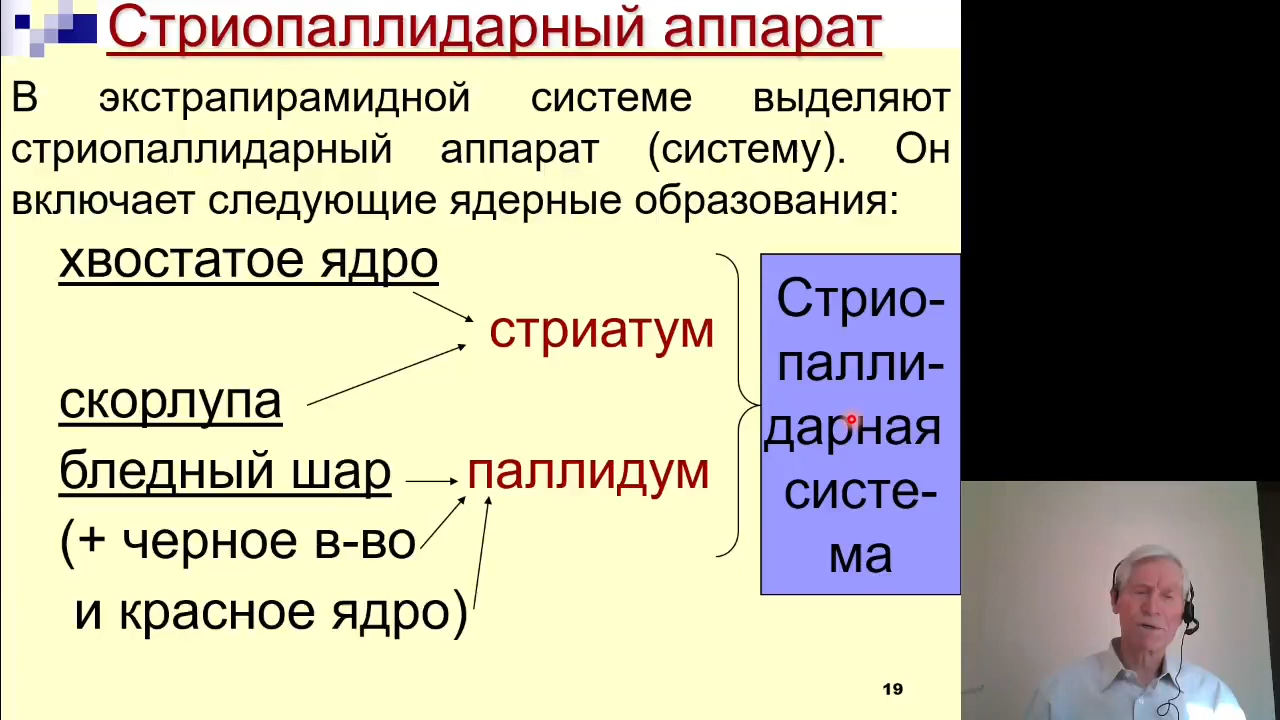 Стриопаллидарный аппарат
В экстрапирамидной системе выделяют
стриопаллидарный аппарат (систему). Он
включает следующие ядерные образования:
хвостатое ядро
стриатум
скорлупа
бледный шар
паллидум
(+ черное в-во
и красное ядро)
Стрио-
палли-
дарная
систе-
ма
19